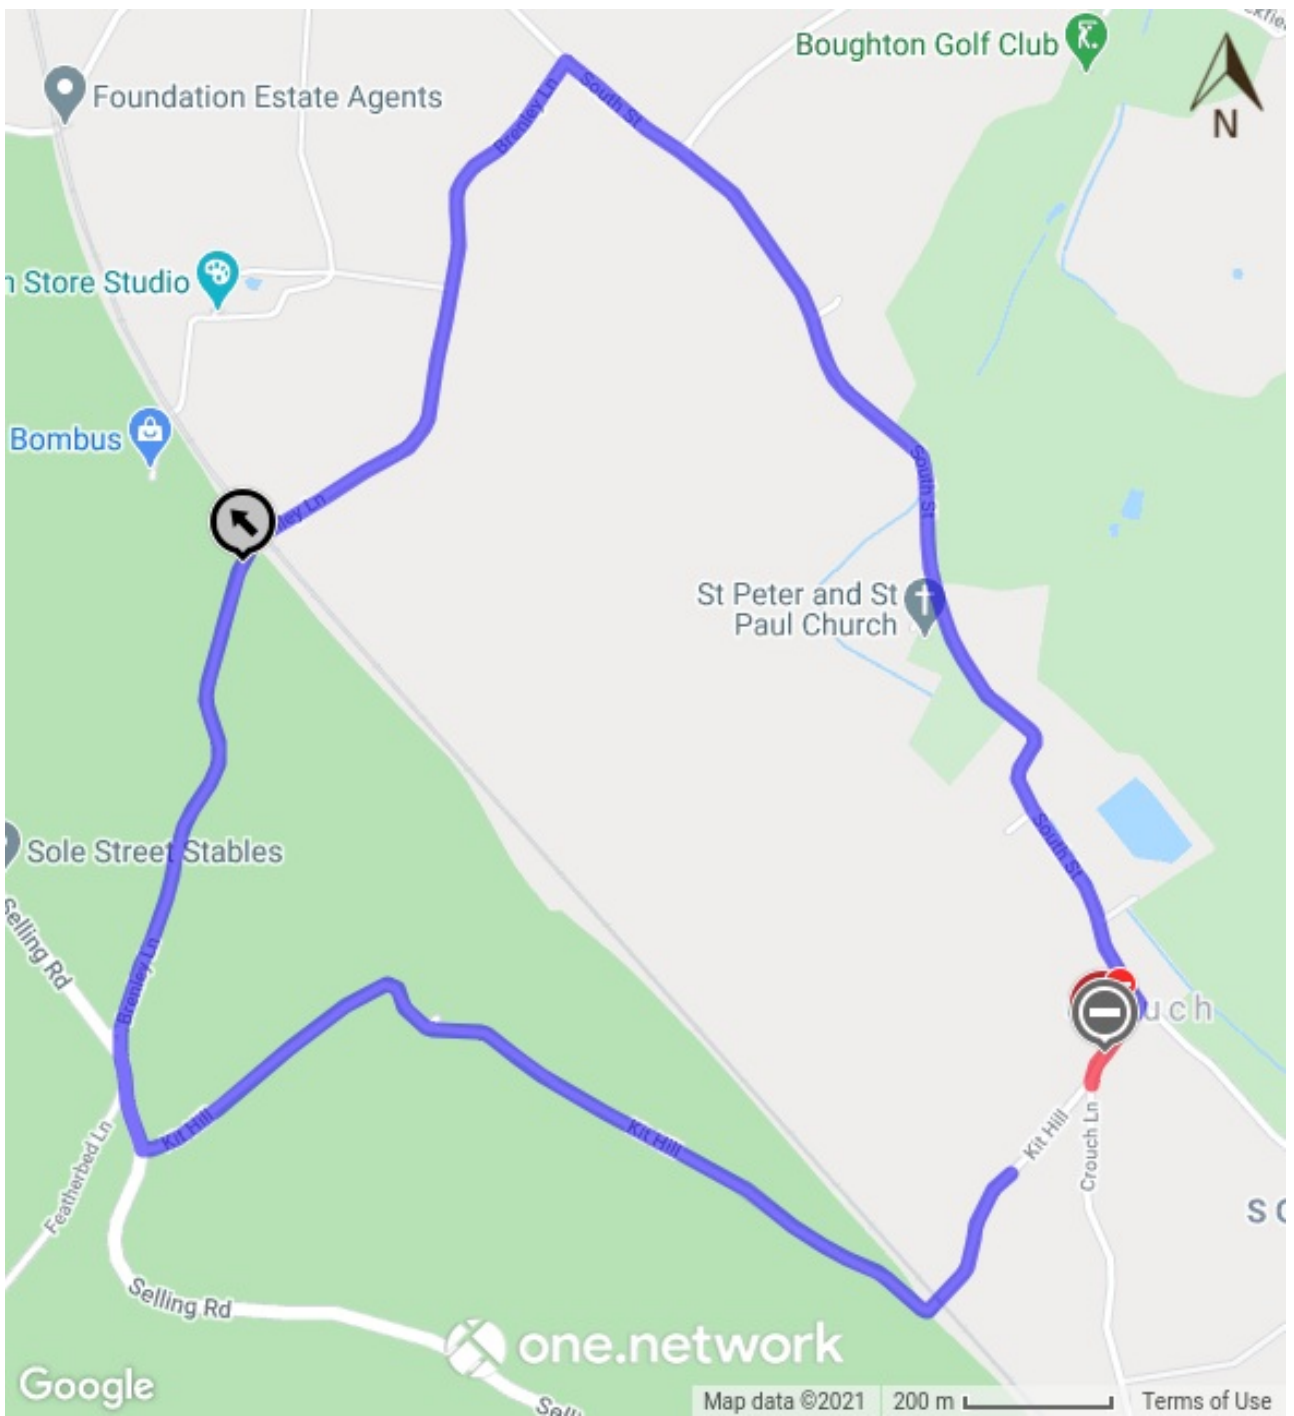 Boughton Golf Club
Foundation Estate Agents
N
Brenley Ln
South St
n Store Studio
Bombus
ley Ln
South St
St Peter and St
Paul Church
Sole Street Stables
South St
Selling Rd
Brenley Ln
uch
Kit Hill
Kit Hill
Kit Hill
Crouch Ln
Featherbed Ln
Selling Rd
one.network
Google
Map data ©2021
200 m
Terms of Use